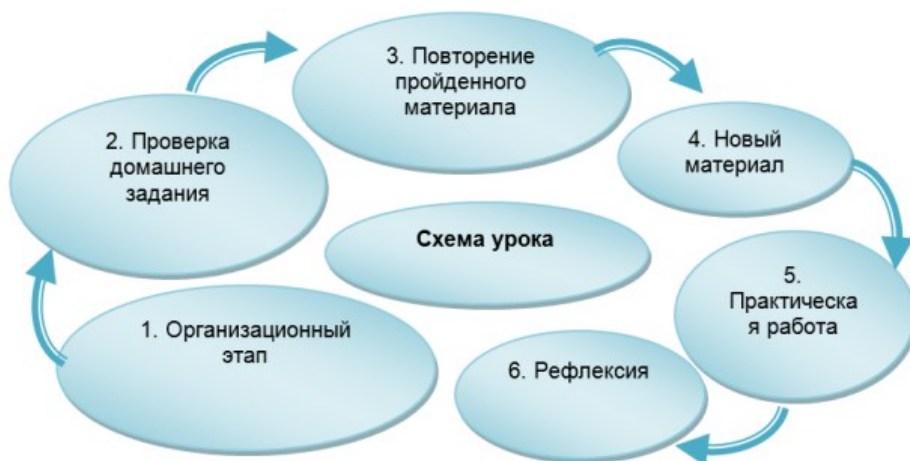 3. Повторение
пройденного
материала
2. Проверка
домашнего
задания
4. Новый
материал
Схема урока
5.
Практическа
я работа
1. Организационный
этап
6. Рефлексия